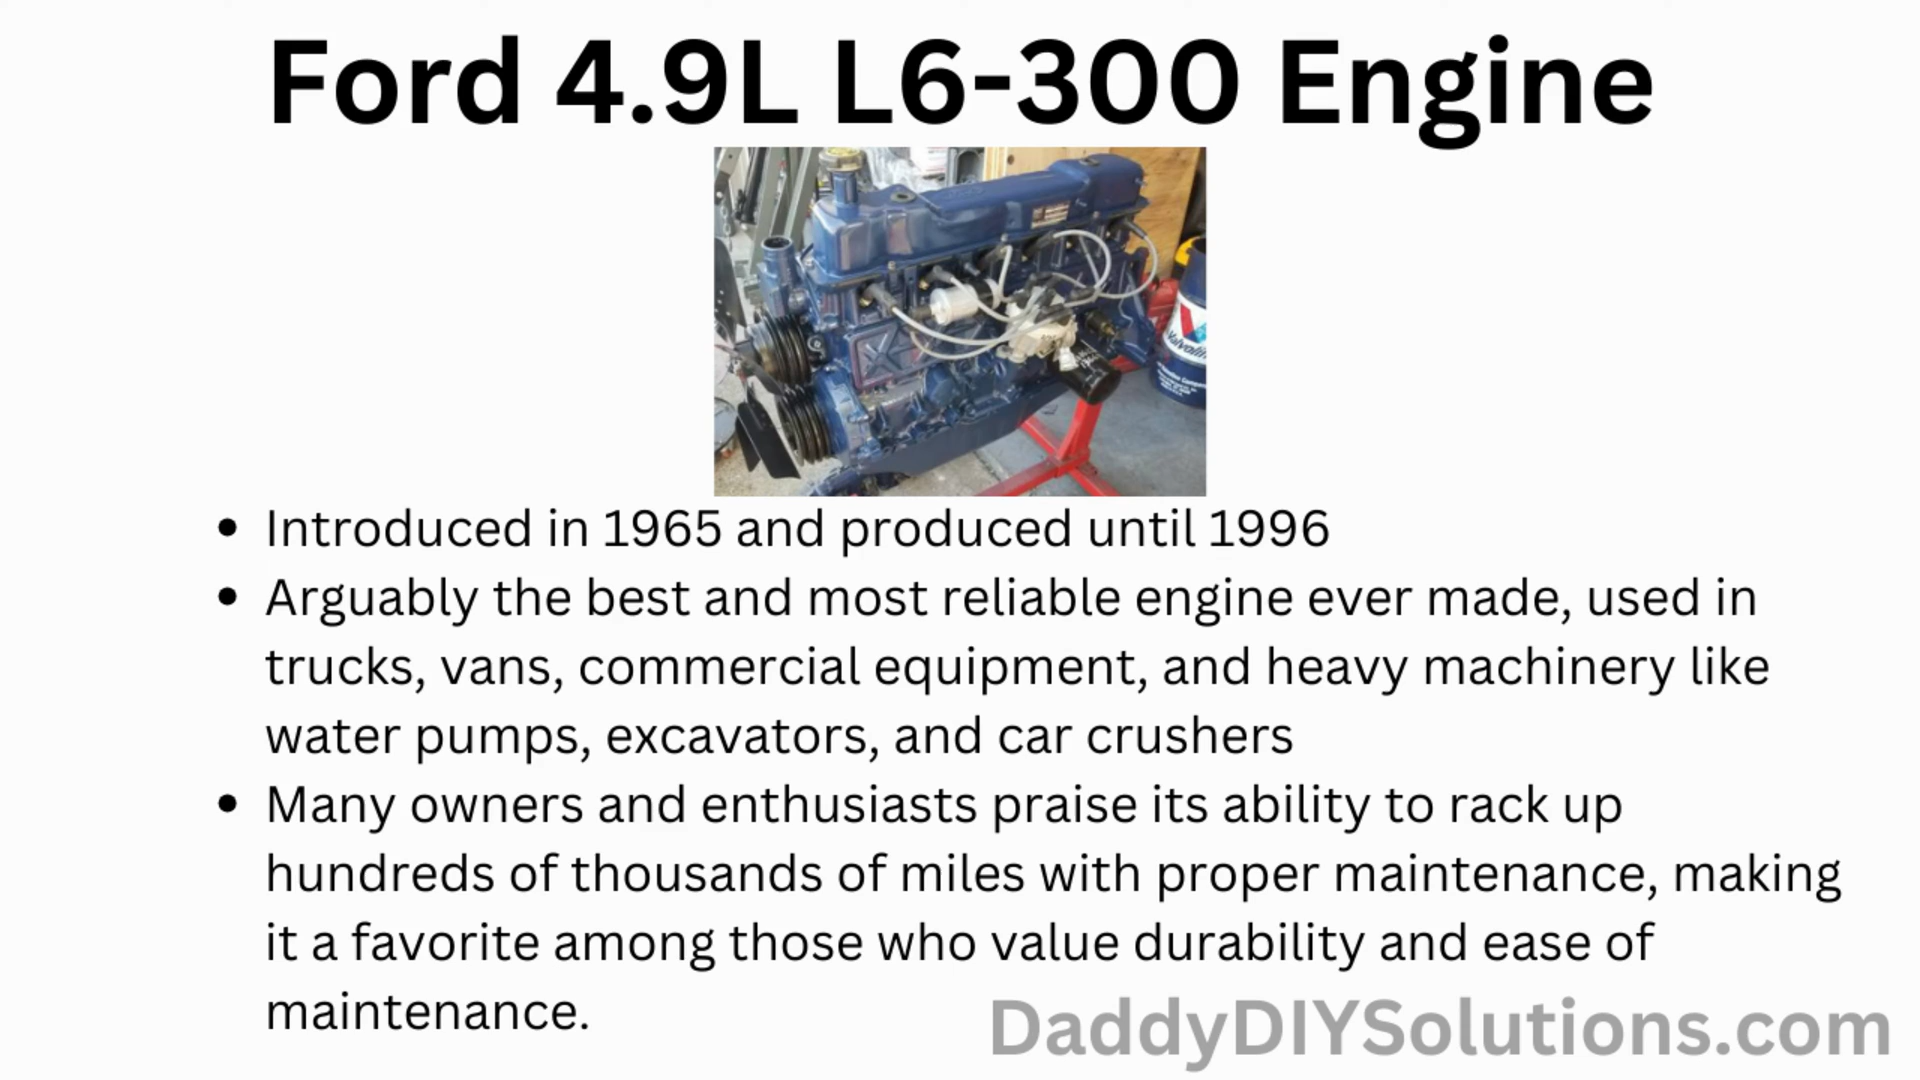 Ford 4.9L L6-300 Engine
Valvolin
• Introduced in 1965 and produced until 1996
• Arguably the best and most reliable engine ever made, used in
trucks, vans, commercial equipment, and heavy machinery like
water pumps, excavators, and car crushers
• Many owners and enthusiasts praise its ability to rack up
hundreds of thousands of miles with proper maintenance, making
it a favorite among those who value durability and ease of
maintenance.
DaddyDIYSolutions.com